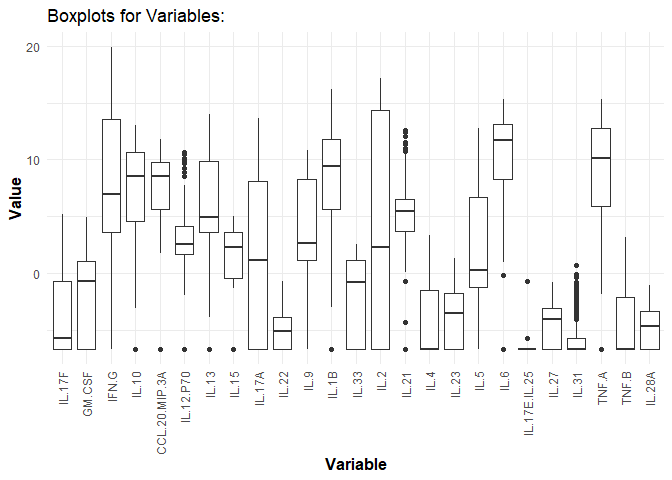 Boxplots for Variables:
20
10
0
Value
IL.17F
GM.CSF
IFN.G
IL.10
CCL.20.MIP.3A
IL.12.P70
IL.13
IL.15
IL.17A
IL.22
IL.9
IL.1B
IL.33
IL.2
IL.21
IL.4
IL.23
IL.5
IL.6
IL.17E.IL.25
IL.27
IL.31
TNF.A
TNF.B
IL.28A
Variable